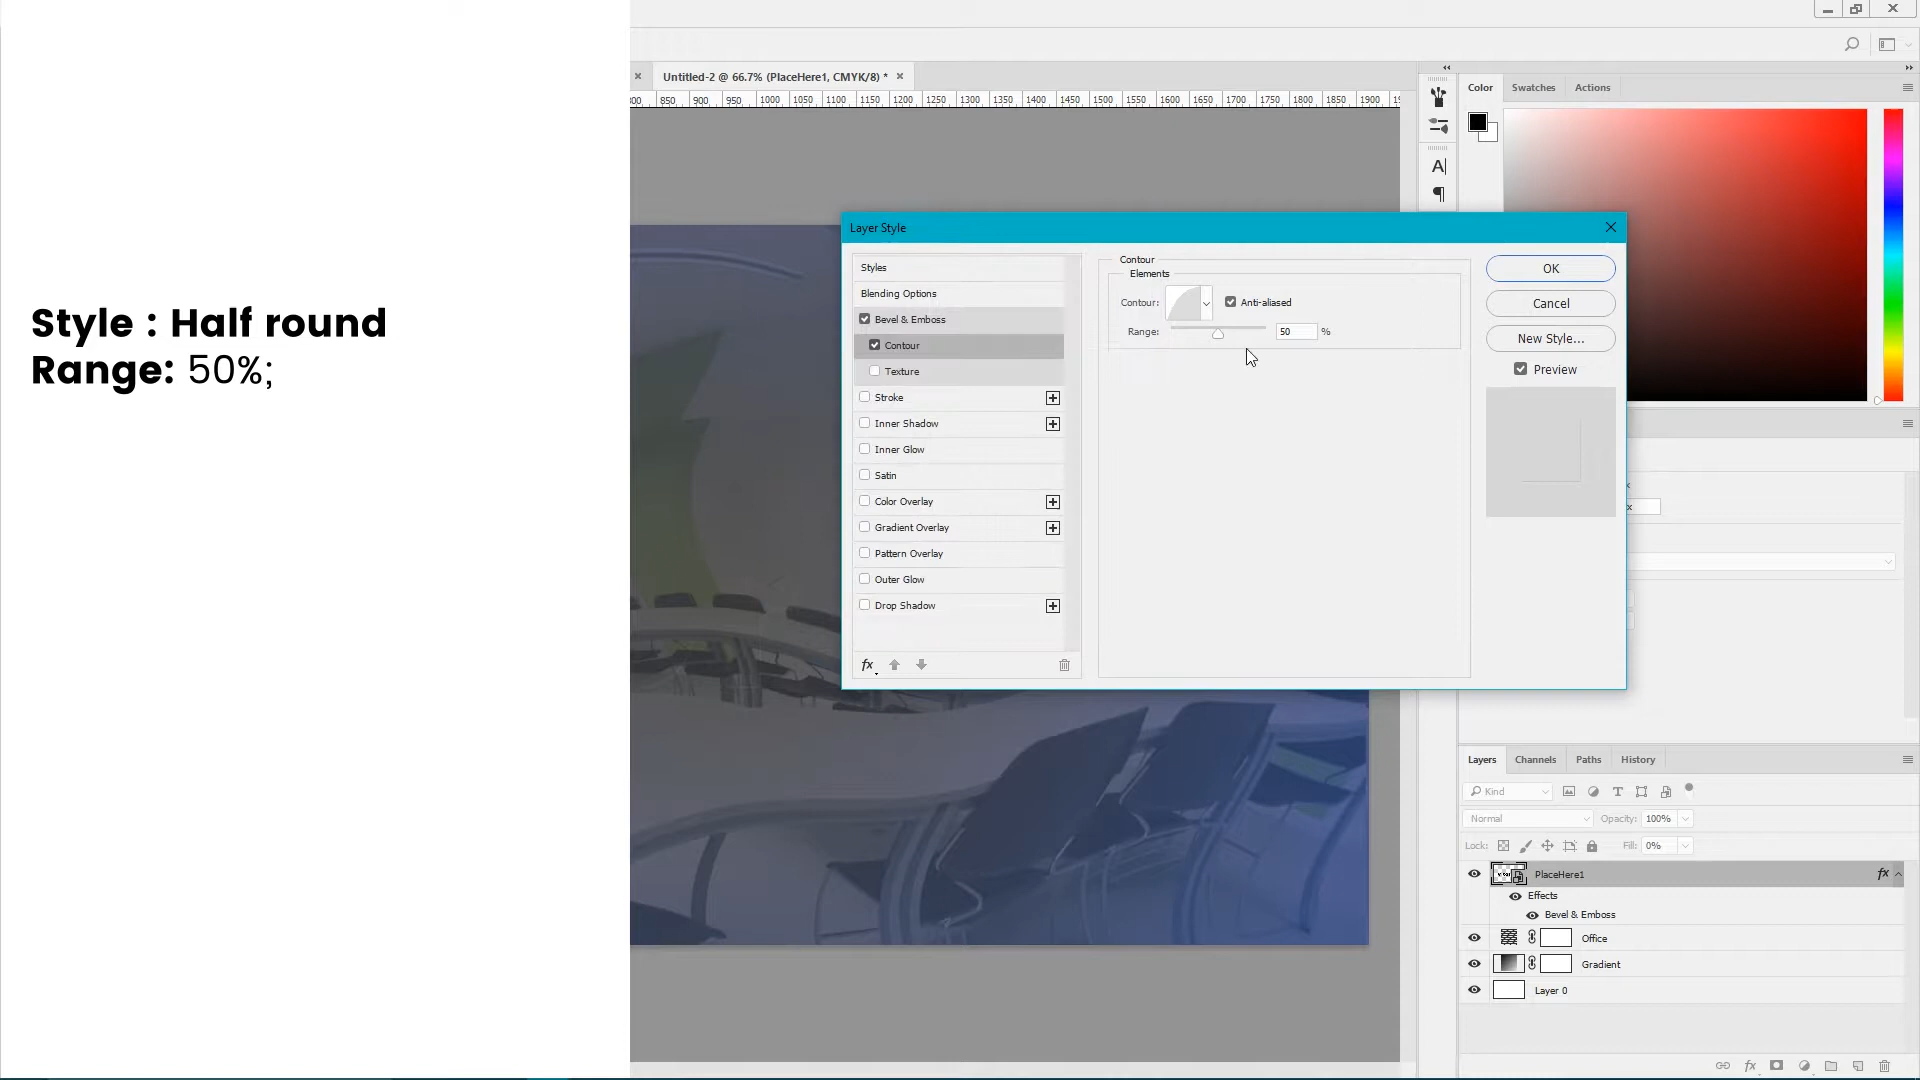 Untitled-2 @ 66.7% (PlaceHere1, CMYK/8) *
850 900 950 1000 1050 1100 1150 1200 1250 1300 1350 1400 1450 1500 1550 1600 1650 1700 1750 1800 1850 1900
Color Swatches Actions
Layer Style
Styles
Blending Options
Bevel & Emboss
Contour
Texture
Stroke
Inner Shadow
Inner Glow
Satin
Color Overlay
Gradient Overlay
Pattern Overlay
Outer Glow
Drop Shadow
fx
Contour
Elements
Contour:
Anti-aliased
Range: 50 %
OK
Cancel
New Style...
Preview
Style : Half round
Range: 50%;
Layers Channels Paths History
Kind
Normal Opacity: 100%
Lock: Fill: 0%
PlaceHere1 fx
Effects
Bevel & Emboss
Office
Gradient
Layer 0
fx